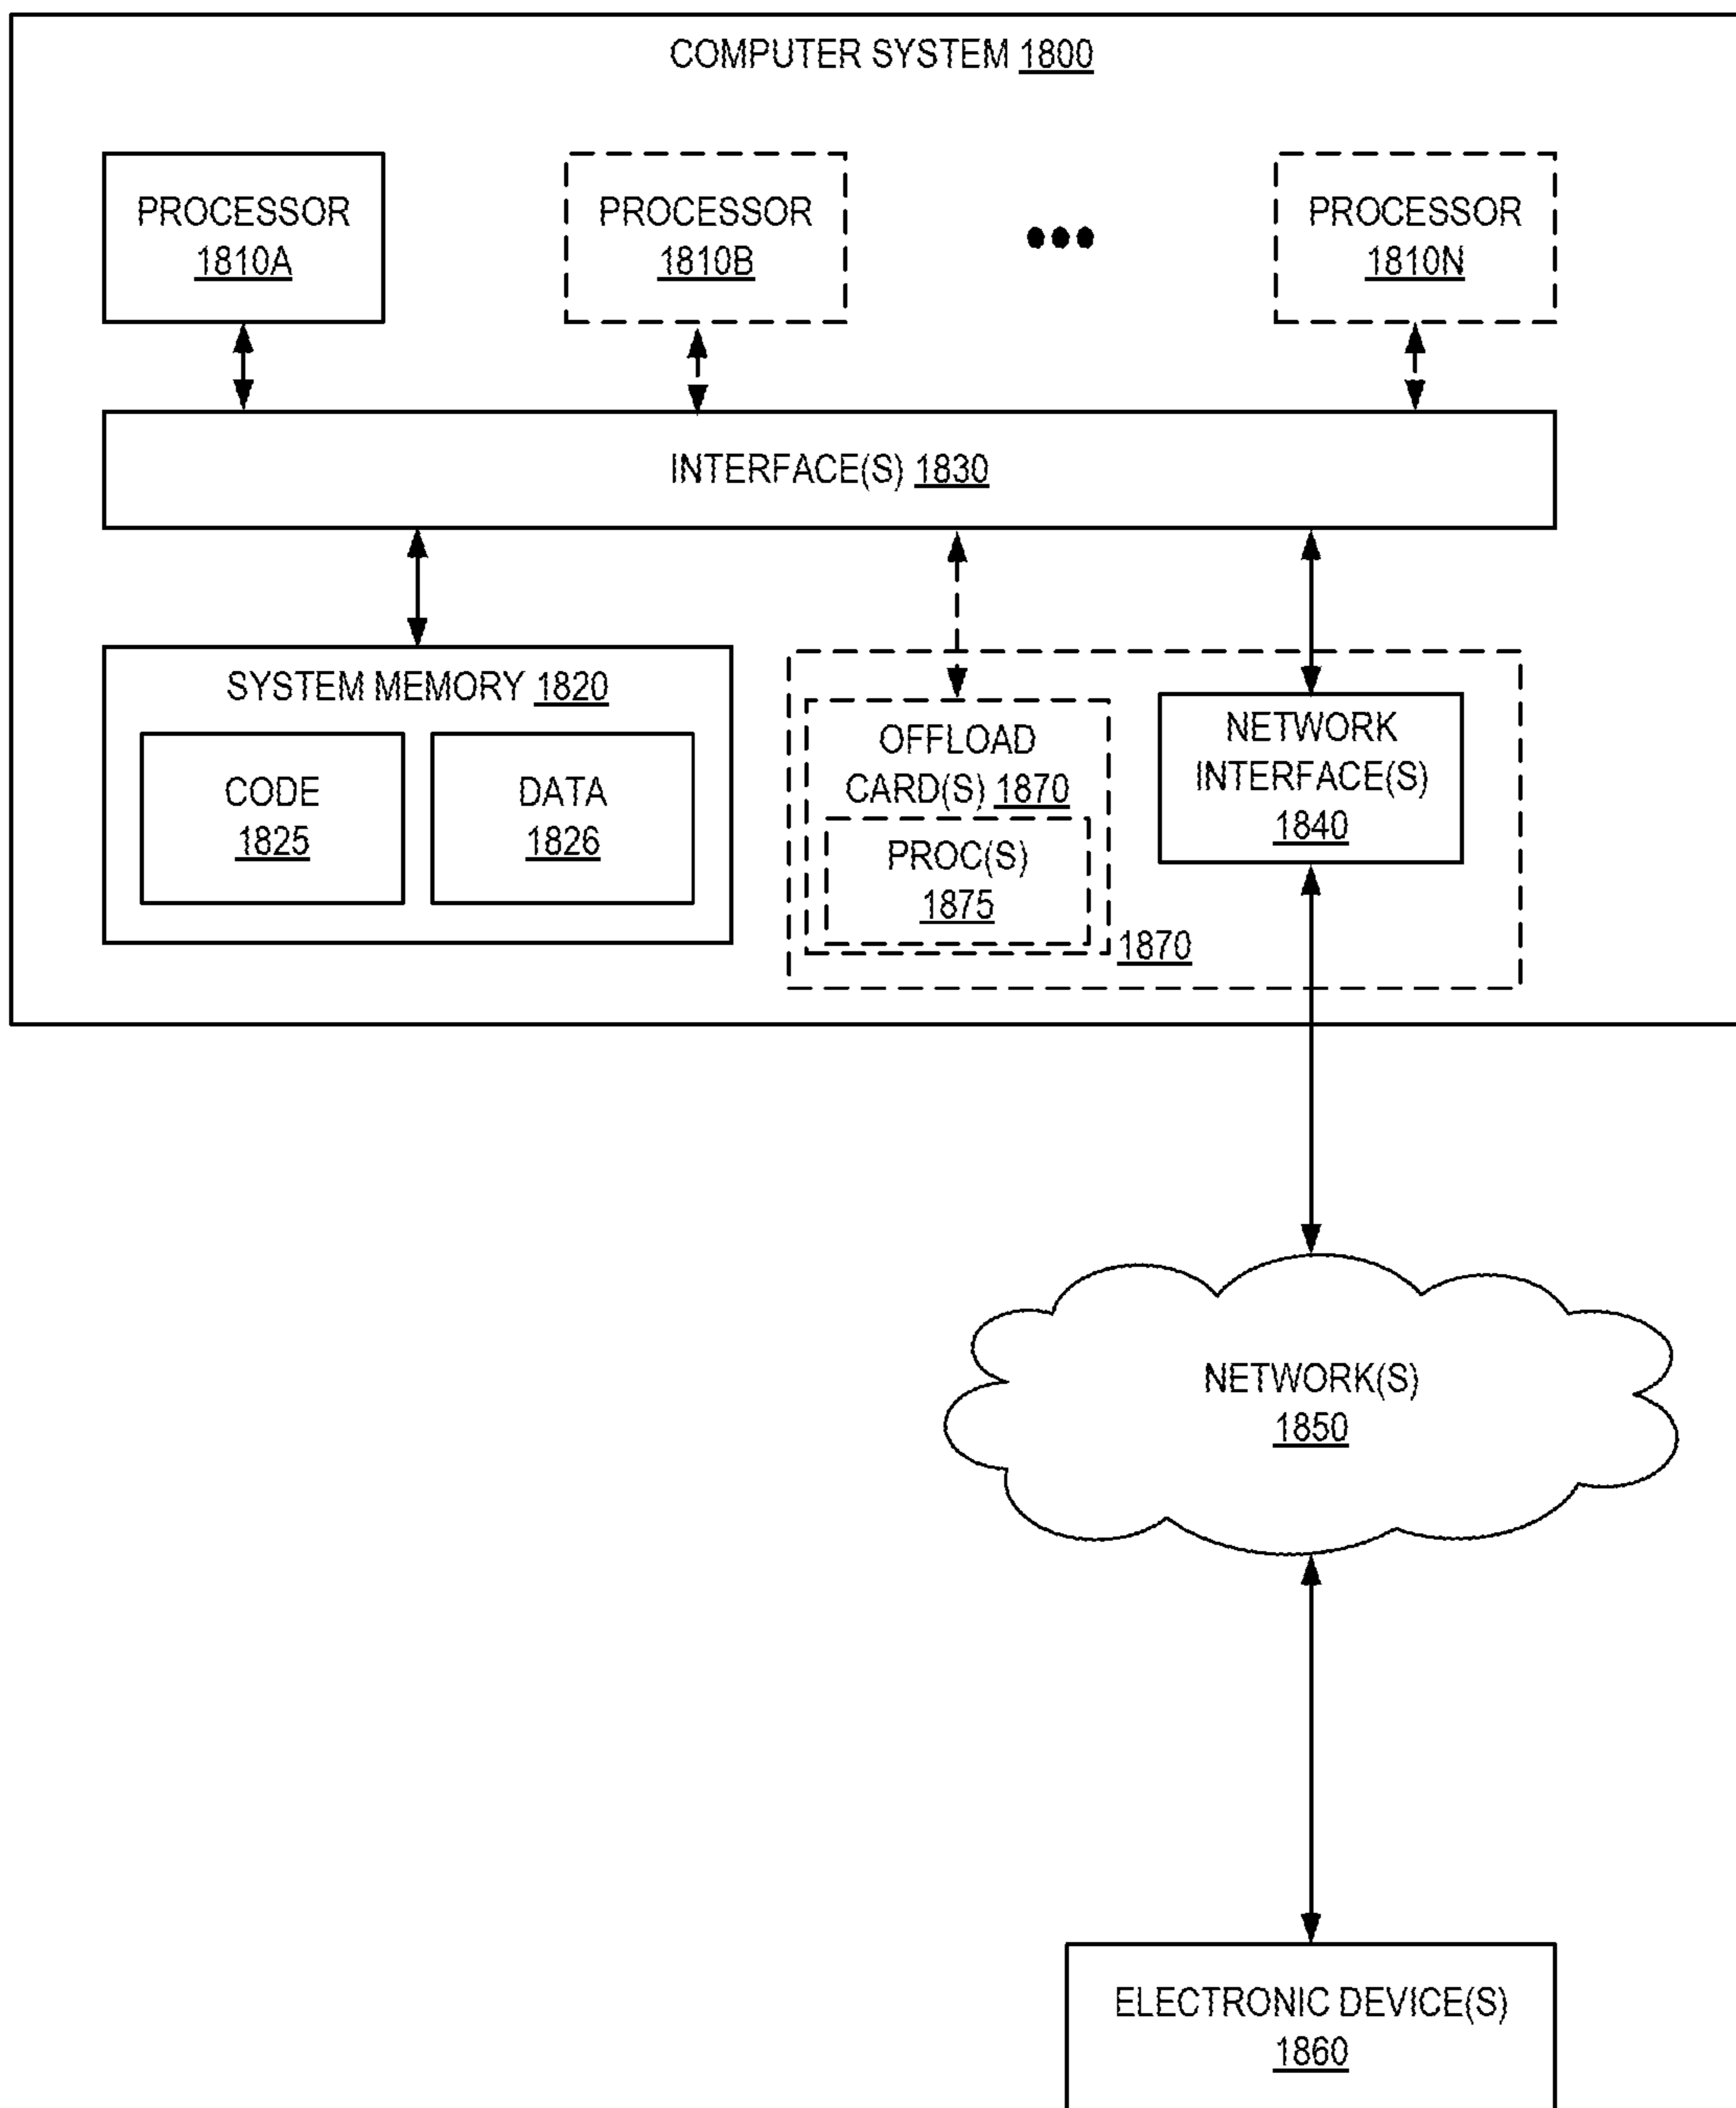 COMPUTER SYSTEM 1800
PROCESSOR
1810A
PROCESSOR
1810B
PROCESSOR
1810N
INTERFACE(S) 1830
SYSTEM MEMORY 1820
CODE
1825
DATA
1826
OFFLOAD
CARD(S) 1870
PROC(S)
1875
1870
NETWORK
INTERFACE(S)
1840
NETWORK(S)
1850
ELECTRONIC DEVICE(S)
1860